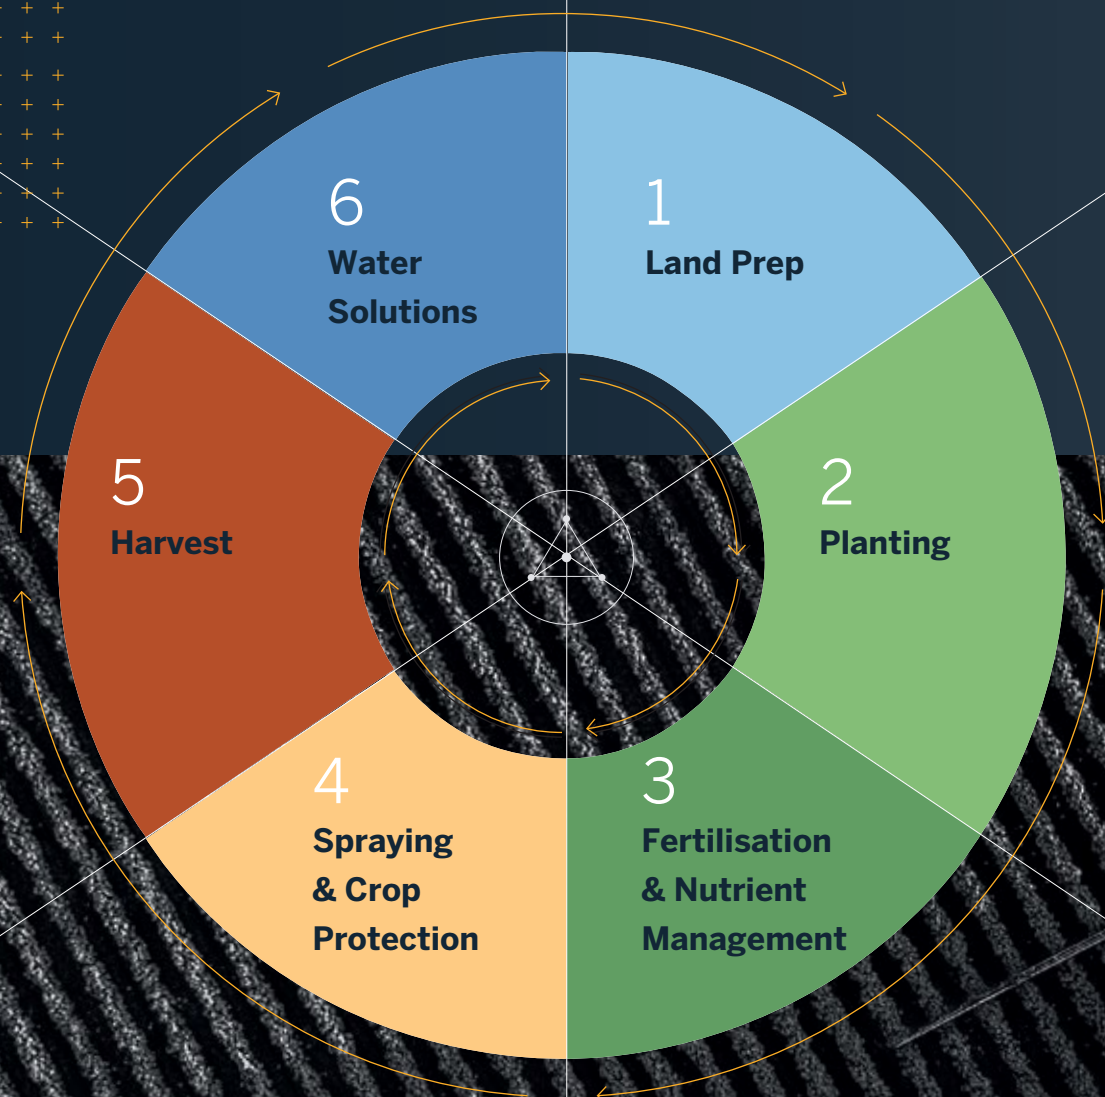 1
Land Prep
2
Planting
3
Fertilisation
& Nutrient
Management
4
Spraying
& Crop
Protection
5
Harvest
6
Water
Solutions